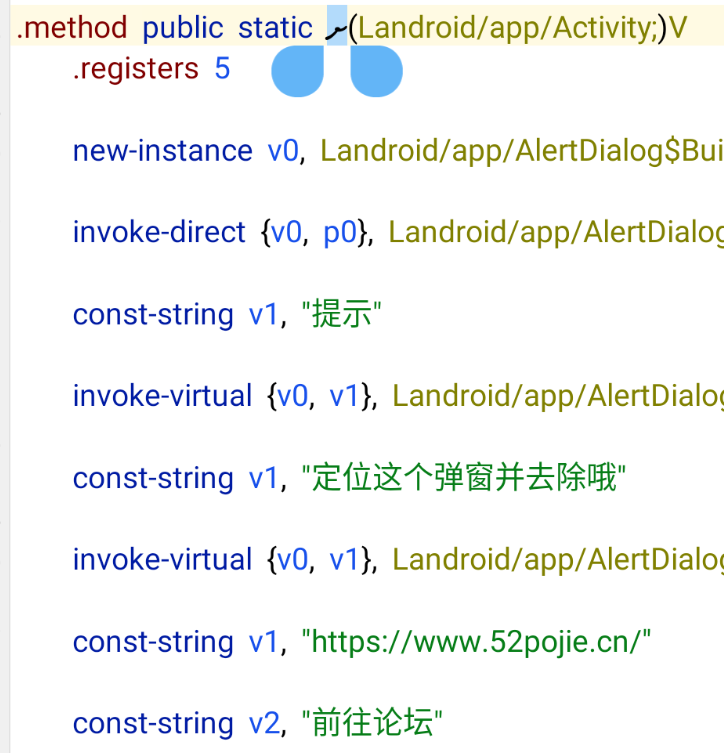 .method public static (Landroid/app/Activity;)V
.registers 5
new-instance v0, Landroid/app/AlertDialog$Bui
invoke-direct {v0, p0}, Landroid/app/AlertDialog
const-string v1, "提示"
invoke-virtual {v0, v1}, Landroid/app/AlertDialog
const-string v1, "定位这个弹窗并去除哦"
invoke-virtual {v0, v1}, Landroid/app/AlertDialog
const-string v1, "https://www.52pojie.cn/"
const-string v2, "前往论坛"